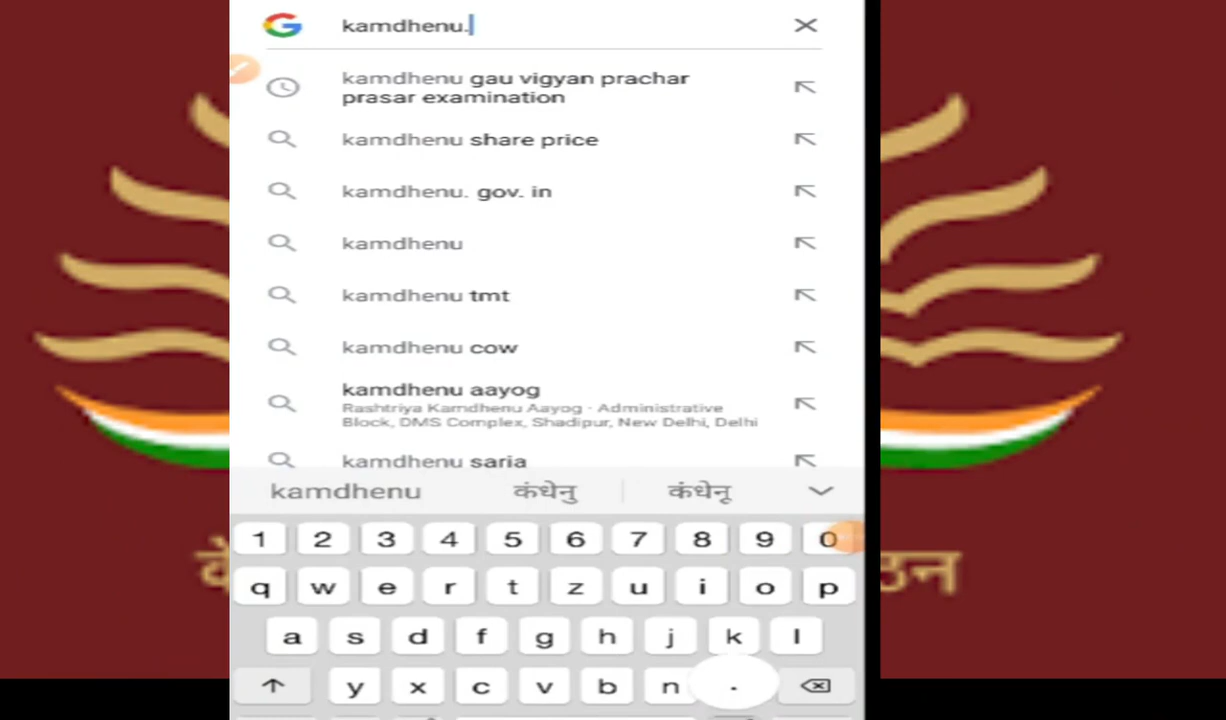 kamdhenu.
kamdhenu gau vigyan prachar
prasar examination
kamdhenu share price
kamdhenu. gov. in
kamdhenu
kamdhenu tmt
kamdhenu cow
kamdhenu aayog
Rashtriya Kamdhenu Aayog · Administrative
Block, DMS Complex, Shadipur, New Delhi, Delhi
kamdhenu saria
kamdhenu कंधेनु कंधेनू
1 2 3 4 5 6 7 8 9 0
q w e r t z u i o p
a s d f g h j k l
y x c v b n .